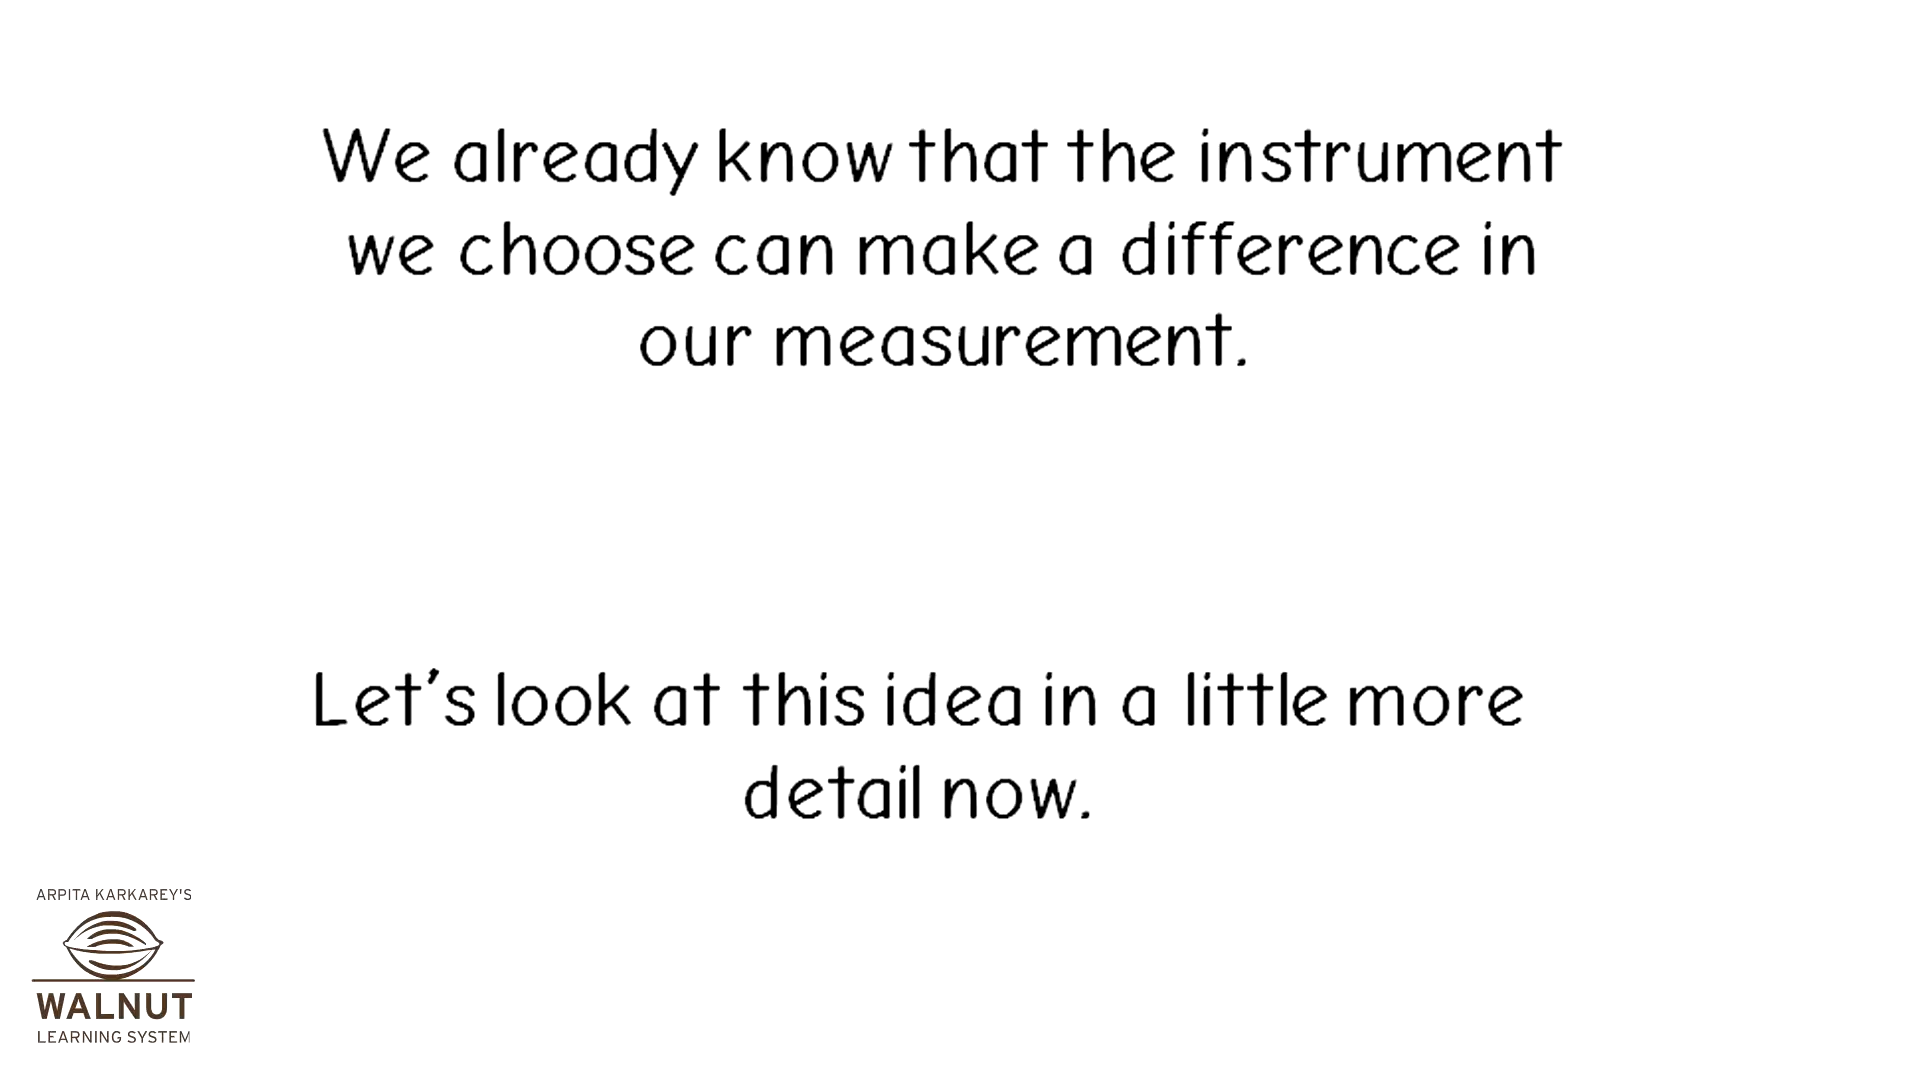 We already know that the instrument
we choose can make a difference in
our measurement.
Let's look at this idea in a little more
detail now.
ARPITA KARKAREY'S
WALNUT
LEARNING SYSTEM